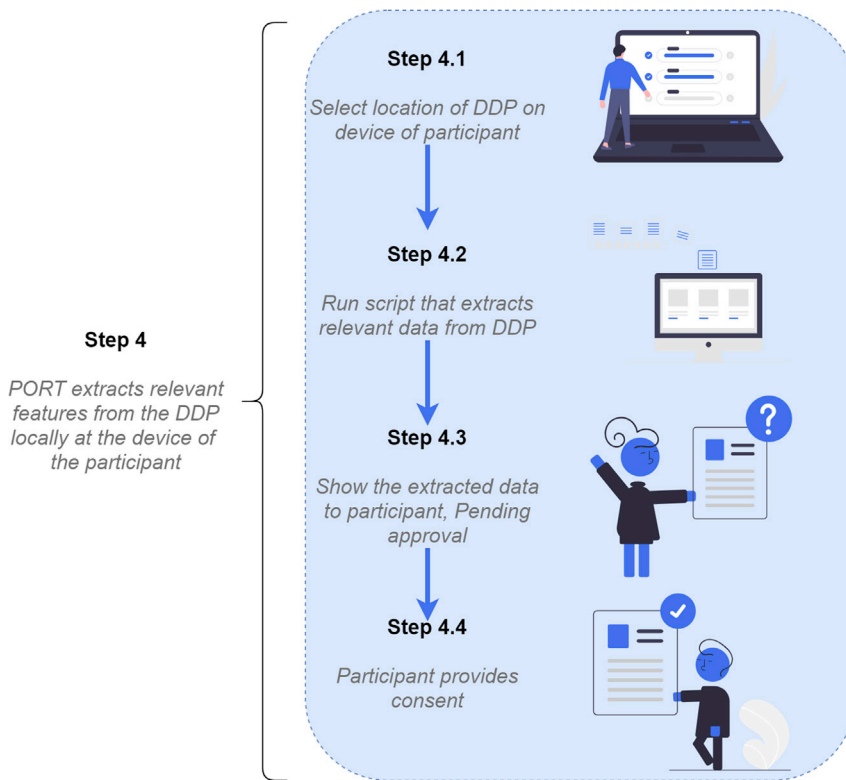 Step 4
PORT extracts relevant
features from the DDP
locally at the device of
the participant
Step 4.1
Select location of DDP on
device of participant
Step 4.2
Run script that extracts
relevant data from DDP
Step 4.3
Show the extracted data
to participant, Pending
approval
?
Step 4.4
Participant provides
consent